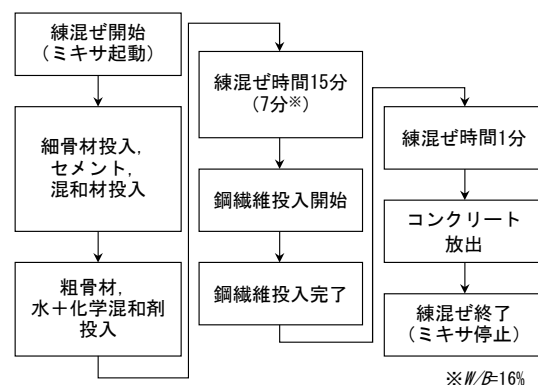 練混ぜ開始
（ミキサ起動）
細骨材投入，
セメント，
混和材投入
粗骨材，
水＋化学混和剤
投入
練混ぜ時間15分
(7分※)
鋼繊維投入開始
鋼繊維投入完了
練混ぜ時間1分
コンクリート
放出
練混ぜ終了
（ミキサ停止）
※W/B=16%